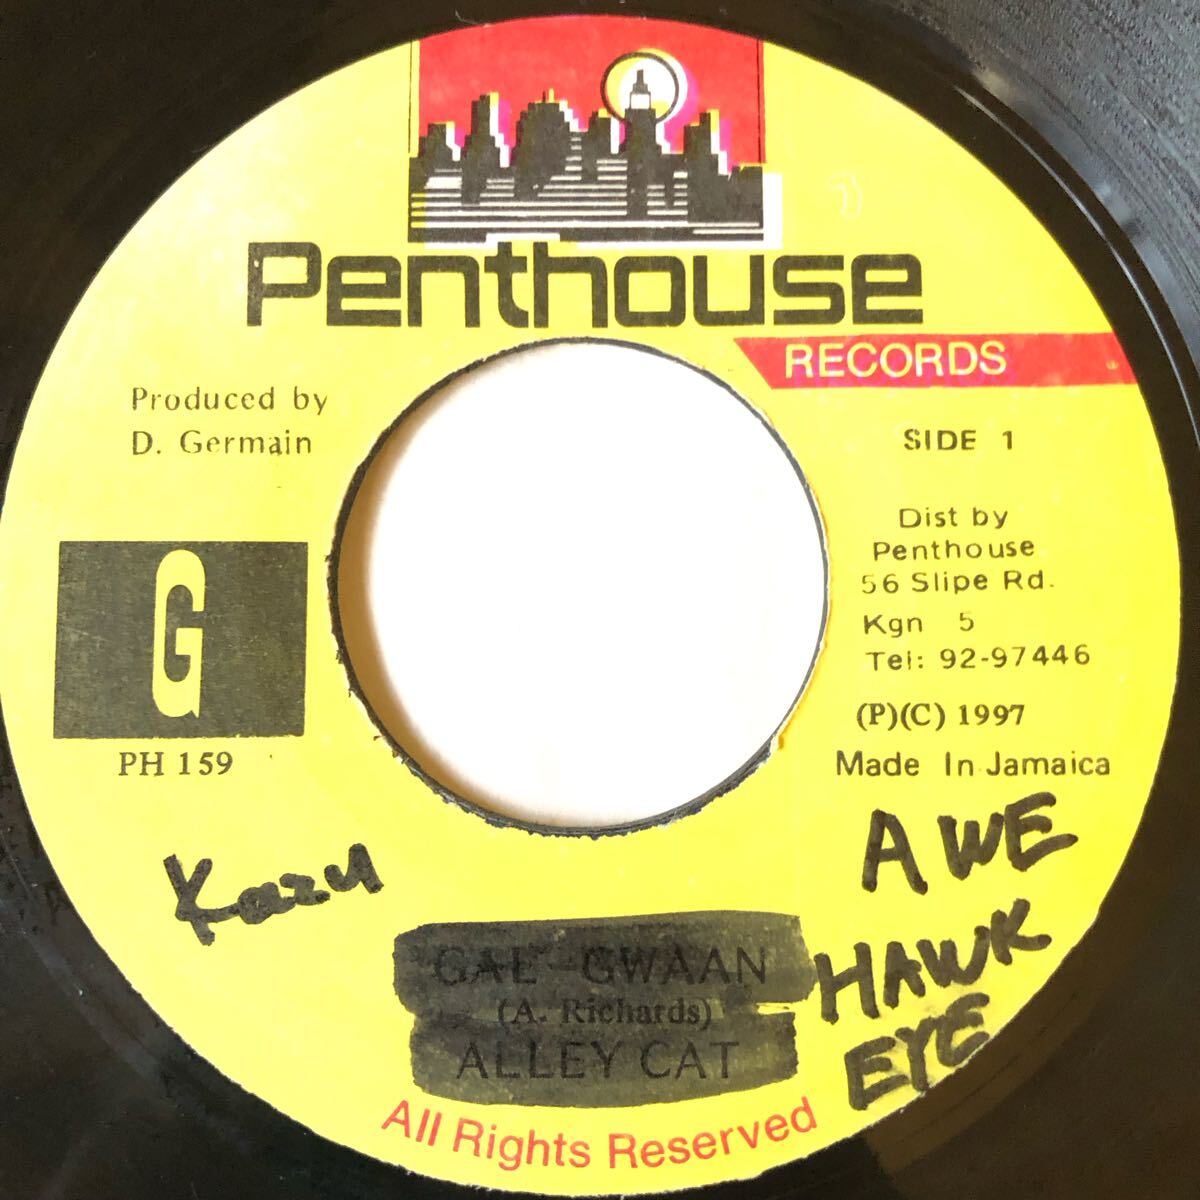 Penthouse
RECORDS
Produced by
D. Germain
SIDE 1
Dist by
Penthouse
56 Slipe Rd.
Kgn 5
Tel: 92-97446
(P)(C) 1997
Made In Jamaica
G
PH 159
Kazu
A WE
HAWK
EYE
GAL GWAAN
(A. Richards)
ALLEY CAT
All Rights Reserved